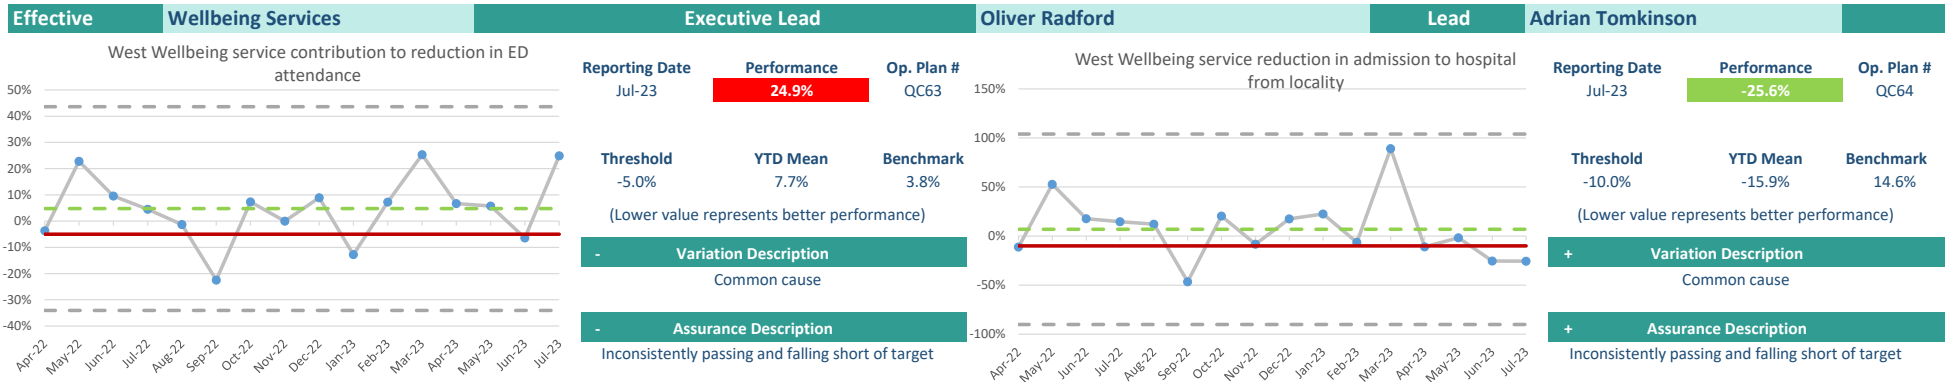 Effective Wellbeing Services Executive Lead Oliver Radford Lead Adrian Tomkinson
West Wellbeing service contribution to reduction in ED
attendance
50%
40%
30%
20%
10%
0%
-10%
-20%
-30%
-40%
Apr-22 May-22 Jun-22 Jul-22 Aug-22 Sep-22 Oct-22 Nov-22 Dec-22 Jan-23 Feb-23 Mar-23 Apr-23 May-23 Jun-23 Jul-23
Reporting Date Performance Op. Plan #
Jul-23 24.9% QC63
Threshold YTD Mean Benchmark
-5.0% 7.7% 3.8%
(Lower value represents better performance)
- Variation Description
Common cause
- Assurance Description
Inconsistently passing and falling short of target
West Wellbeing service reduction in admission to hospital
from locality
150%
100%
50%
0%
-50%
-100%
Apr-22 May-22 Jun-22 Jul-22 Aug-22 Sep-22 Oct-22 Nov-22 Dec-22 Jan-23 Feb-23 Mar-23 Apr-23 May-23 Jun-23 Jul-23
Reporting Date Performance Op. Plan #
Jul-23 -25.6% QC64
Threshold YTD Mean Benchmark
-10.0% -15.9% 14.6%
(Lower value represents better performance)
+ Variation Description
Common cause
+ Assurance Description
Inconsistently passing and falling short of target